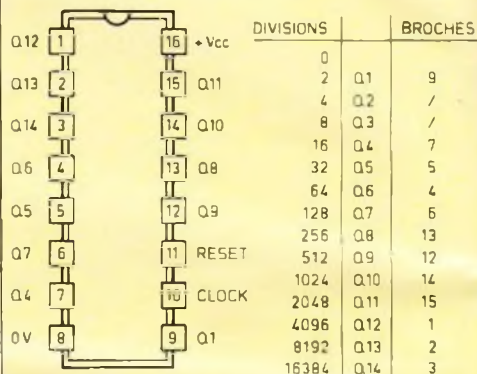 Q12 1 16 + Vcc
Q13 2 15 Q11
Q14 3 14 Q10
Q6 4 13 Q8
Q5 5 12 Q9
Q7 6 11 RESET
Q4 7 10 CLOCK
0V 8 9 Q1
DIVISIONS BROCHES
0
2 Q1 9
4 Q2 /
8 Q3 /
16 Q4 7
32 Q5 5
64 Q6 4
128 Q7 6
256 Q8 13
512 Q9 12
1024 Q10 14
2048 Q11 15
4096 Q12 1
8192 Q13 2
16384 Q14 3